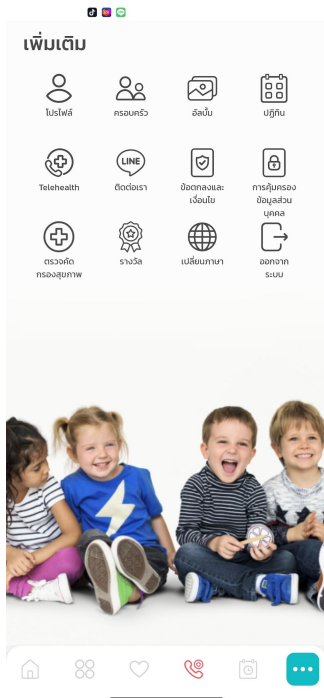 เพิ่มเติม
โปรไฟล์
ครอบครัว
อัลบั้ม
ปฏิทิน
LINE
Telehealth
ติดต่อเรา
ข้อตกลงและ
เงื่อนไข
การคุ้มครอง
ข้อมูลส่วน
บุคคล
ตรวจคัด
กรองสุขภาพ
รางวัล
เปลี่ยนภาษา
ออกจาก
ระบบ